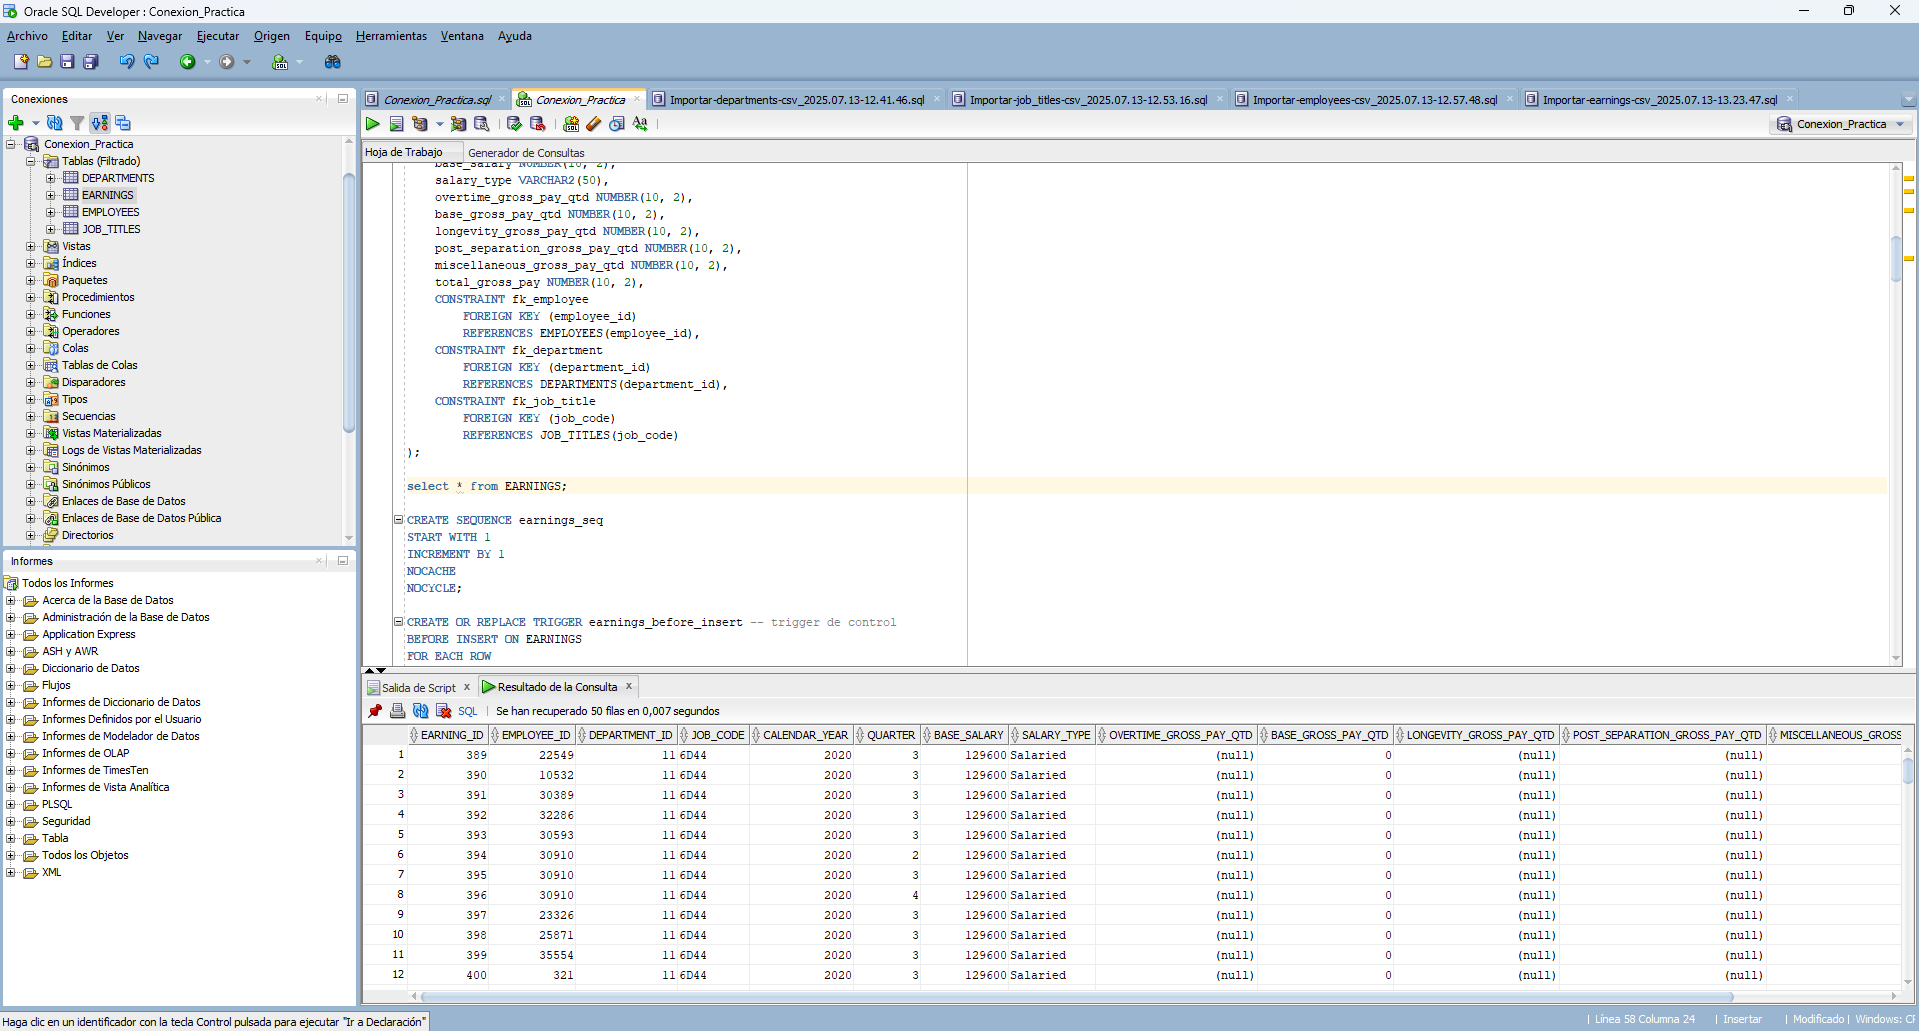 Oracle SQL Developer : Conexion_Practica
Archivo Editar Ver Navegar Ejecutar Origen Equipo Herramientas Ventana Ayuda
Conexiones
Conexion_Practica
Tablas (Filtrado)
DEPARTMENTS
EARNINGS
EMPLOYEES
JOB_TITLES
Vistas
Índices
Paquetes
Procedimientos
Funciones
Operadores
Colas
Tablas de Colas
Disparadores
Tipos
Secuencias
Vistas Materializadas
Logs de Vistas Materializadas
Sinónimos
Sinónimos Públicos
Enlaces de Base de Datos
Enlaces de Base de Datos Pública
Directorios
Informes
Todos los Informes
Acerca de la Base de Datos
Administración de la Base de Datos
Application Express
ASH y AWR
Diccionario de Datos
Flujos
Informes de Diccionario de Datos
Informes Definidos por el Usuario
Informes de Modelador de Datos
Informes de OLAP
Informes de TimesTen
Informes de Vista Analítica
PLSQL
Seguridad
Tabla
Todos los Objetos
XML
Conexion_Practica.sql Conexion_Practica Importar-departments-csv_2025.07.13-12.41.46.sql Importar-job_titles-csv_2025.07.13-12.53.16.sql Importar-employees-csv_2025.07.13-12.57.48.sql Importar-earnings-csv_2025.07.13-13.23.47.sql
Conexion_Practica
Hoja de Trabajo Generador de Consultas
base_salary NUMBER(10, 2),
salary_type VARCHAR2(50),
overtime_gross_pay_qtd NUMBER(10, 2),
base_gross_pay_qtd NUMBER(10, 2),
longevity_gross_pay_qtd NUMBER(10, 2),
post_separation_gross_pay_qtd NUMBER(10, 2),
miscellaneous_gross_pay_qtd NUMBER(10, 2),
total_gross_pay NUMBER(10, 2),
CONSTRAINT fk_employee
FOREIGN KEY (employee_id)
REFERENCES EMPLOYEES(employee_id),
CONSTRAINT fk_department
FOREIGN KEY (department_id)
REFERENCES DEPARTMENTS(department_id),
CONSTRAINT fk_job_title
FOREIGN KEY (job_code)
REFERENCES JOB_TITLES(job_code)
);
select * from EARNINGS;
CREATE SEQUENCE earnings_seq
START WITH 1
INCREMENT BY 1
NOCACHE
NOCYCLE;
CREATE OR REPLACE TRIGGER earnings_before_insert -- trigger de control
BEFORE INSERT ON EARNINGS
FOR EACH ROW
Salida de Script x Resultado de la Consulta x
SQL | Se han recuperado 50 filas en 0,007 segundos
EARNING_ID EMPLOYEE_ID DEPARTMENT_ID JOB_CODE CALENDAR_YEAR QUARTER BASE_SALARY SALARY_TYPE OVERTIME_GROSS_PAY_QTD BASE_GROSS_PAY_QTD LONGEVITY_GROSS_PAY_QTD POST_SEPARATION_GROSS_PAY_QTD MISCELLANEOUS_GROSS
1 389 22549 11 6D44 2020 3 129600 Salaried (null) 0 (null) (null)
2 390 10532 11 6D44 2020 3 129600 Salaried (null) 0 (null) (null)
3 391 30389 11 6D44 2020 3 129600 Salaried (null) 0 (null) (null)
4 392 32286 11 6D44 2020 3 129600 Salaried (null) 0 (null) (null)
5 393 30593 11 6D44 2020 3 129600 Salaried (null) 0 (null) (null)
6 394 30910 11 6D44 2020 2 129600 Salaried (null) 0 (null) (null)
7 395 30910 11 6D44 2020 3 129600 Salaried (null) 0 (null) (null)
8 396 30910 11 6D44 2020 4 129600 Salaried (null) 0 (null) (null)
9 397 23326 11 6D44 2020 3 129600 Salaried (null) 0 (null) (null)
10 398 25871 11 6D44 2020 3 129600 Salaried (null) 0 (null) (null)
11 399 35554 11 6D44 2020 3 129600 Salaried (null) 0 (null) (null)
12 400 321 11 6D44 2020 3 129600 Salaried (null) 0 (null) (null)
Haga clic en un identificador con la tecla Control pulsada para ejecutar "Ir a Declaración"
| Línea 58 Columna 24 | Insertar | Modificado | Windows: CF